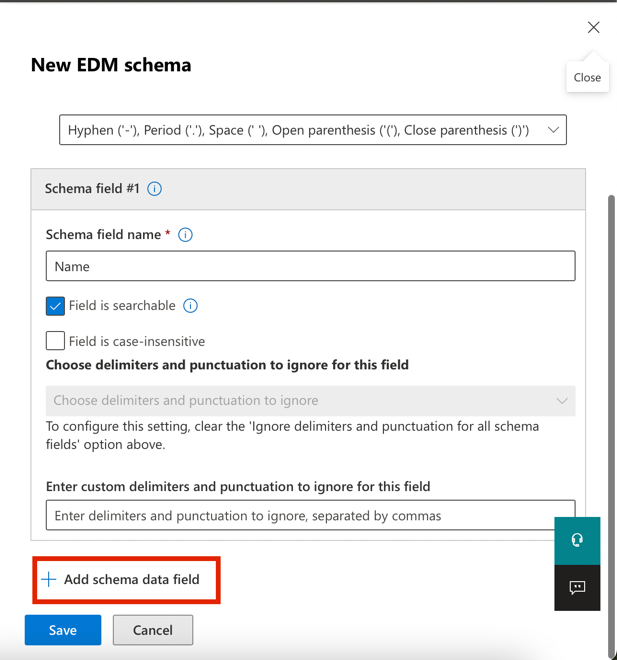 New EDM schema
Close
Hyphen ('-'), Period ('.'), Space (' '), Open parenthesis ('('), Close parenthesis (')')
Schema field #1
Schema field name *
Name
Field is searchable
Field is case-insensitive
Choose delimiters and punctuation to ignore for this field
Choose delimiters and punctuation to ignore
To configure this setting, clear the 'Ignore delimiters and punctuation for all schema
fields' option above.
Enter custom delimiters and punctuation to ignore for this field
Enter delimiters and punctuation to ignore, separated by commas
Add schema data field
Save
Cancel